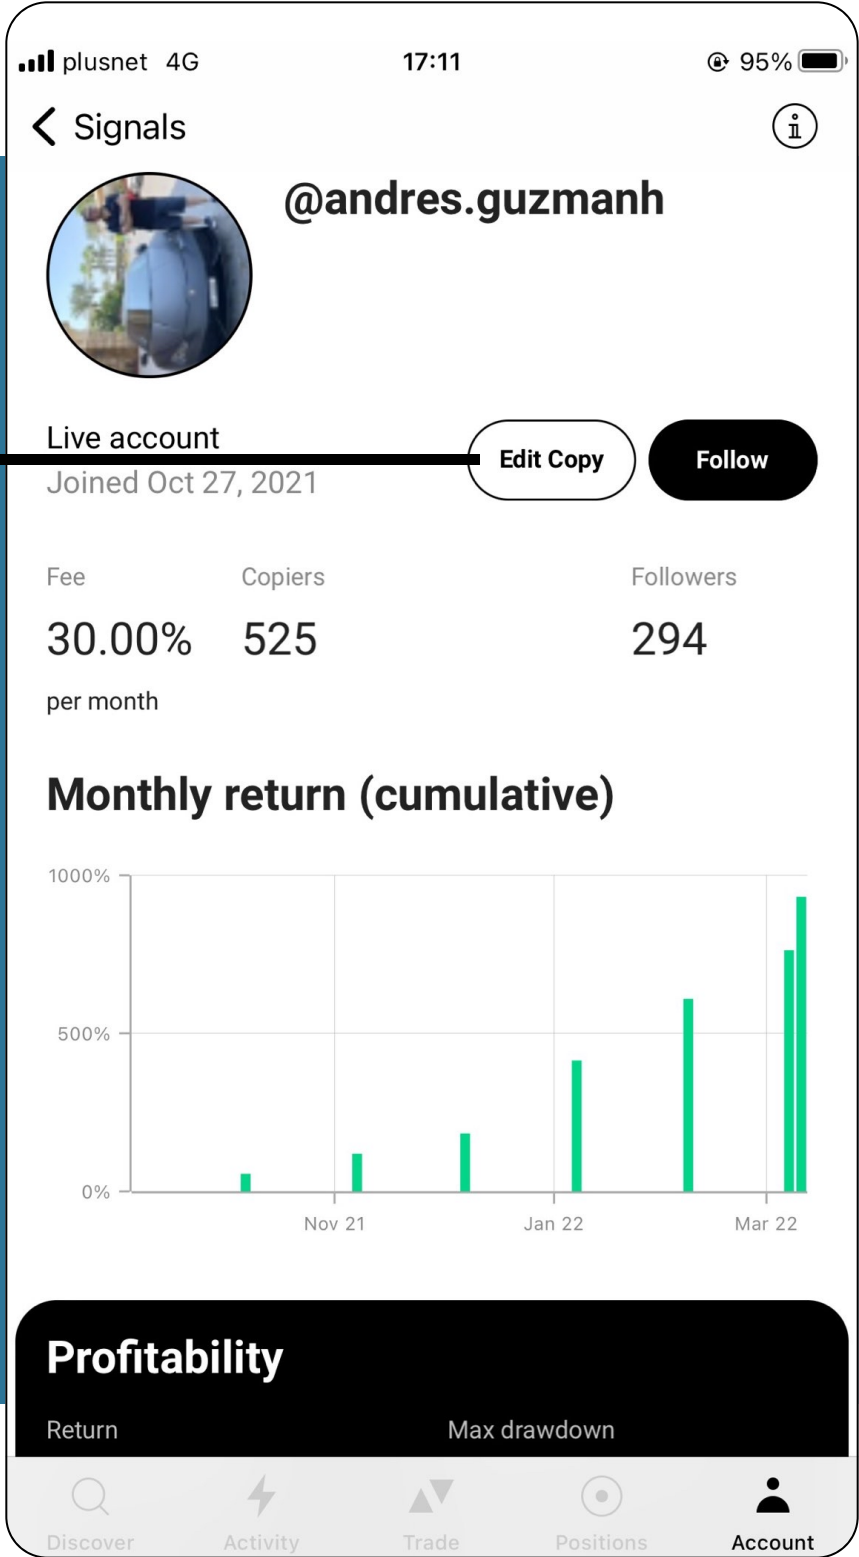 plusnet 4G 17:11 95%
Signals
@andres.guzmanh
Live account
Joined Oct 27, 2021
Edit Copy
Follow
Fee Copiers Followers
30.00% 525 294
per month
Monthly return (cumulative)
1000%
500%
0%
Nov 21 Jan 22 Mar 22
Profitability
Return Max drawdown
Discover Activity Trade Positions Account